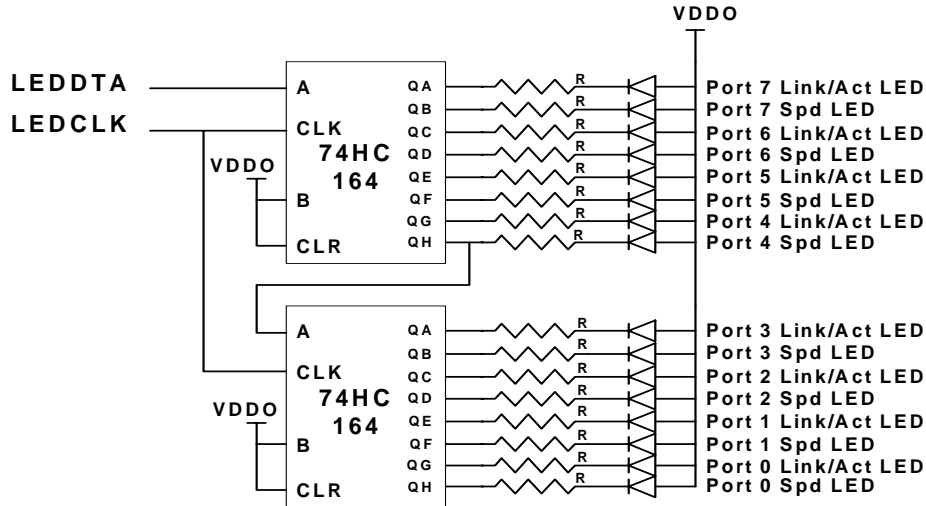 VDDO
LEDDTA
A
QA
R
Port 7 Link/Act LED
QB
R
Port 7 Spd LED
LEDCLK
CLK
QC
R
Port 6 Link/Act LED
74HC
164
QD
R
Port 6 Spd LED
VDDO
QE
R
Port 5 Link/Act LED
B
QF
R
Port 5 Spd LED
QG
R
Port 4 Link/Act LED
CLR
QH
R
Port 4 Spd LED
A
QA
R
Port 3 Link/Act LED
QB
R
Port 3 Spd LED
CLK
QC
R
Port 2 Link/Act LED
74HC
164
QD
R
Port 2 Spd LED
VDDO
QE
R
Port 1 Link/Act LED
B
QF
R
Port 1 Spd LED
QG
R
Port 0 Link/Act LED
CLR
QH
R
Port 0 Spd LED